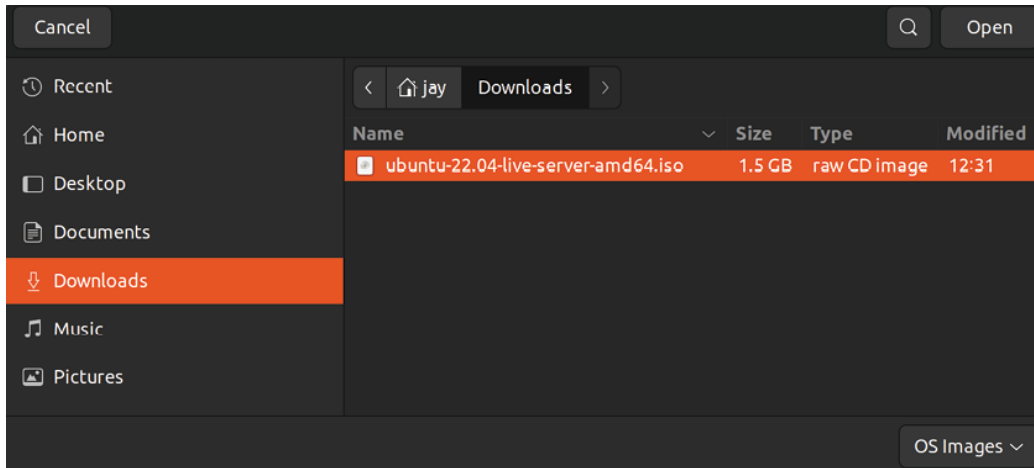 Cancel
Open
Recent
Home
Desktop
Documents
Downloads
Music
Pictures
jay Downloads
Name Size Type Modified
ubuntu-22.04-live-server-amd64.iso 1.5 GB raw CD image 12:31
OS Images